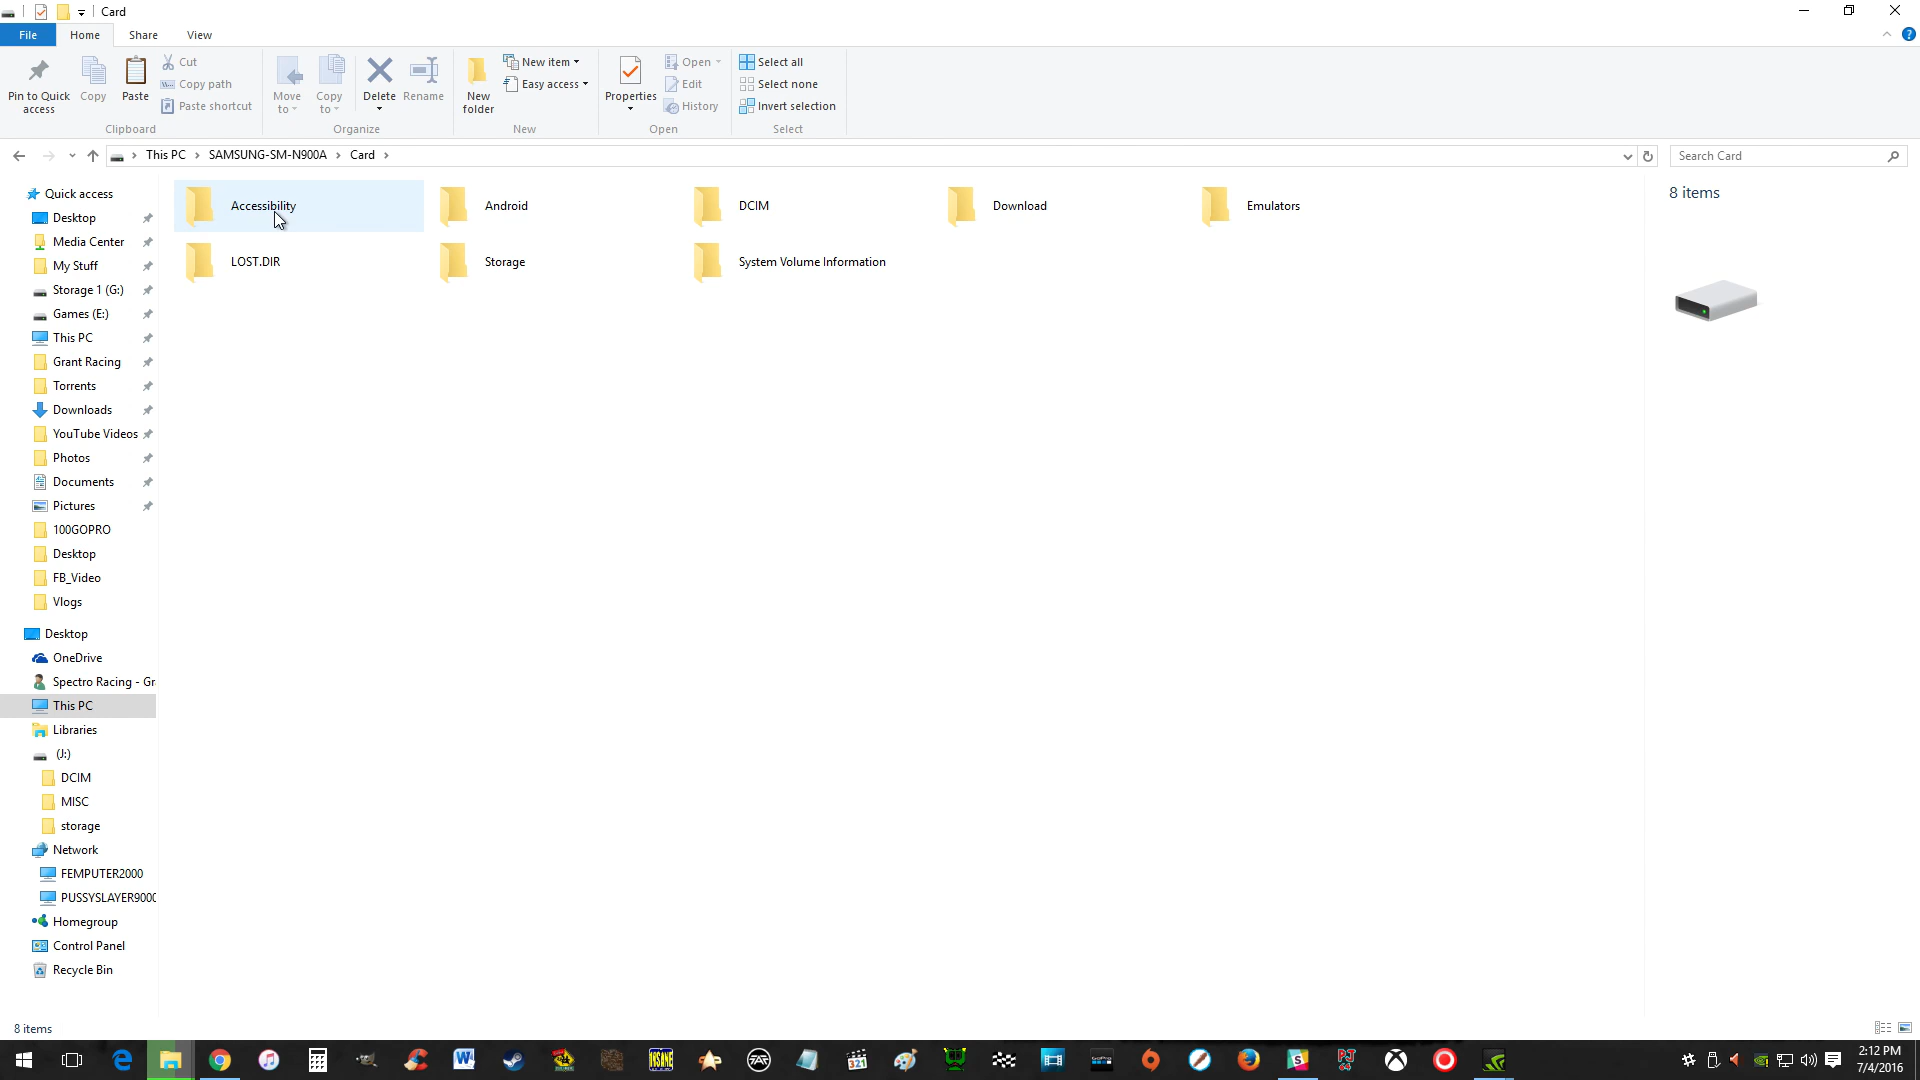 Card
File Home Share View
Pin to Quick access
Copy
Paste
Cut
Copy path
Paste shortcut
Clipboard
Move to
Copy to
Delete
Rename
Organize
New folder
New item
Easy access
New
Properties
Open
Edit
History
Open
Select all
Select none
Invert selection
Select
This PC › SAMSUNG-SM-N900A › Card ›
Search Card
Quick access
Desktop
Media Center
My Stuff
Storage 1 (G:)
Games (E:)
This PC
Grant Racing
Torrents
Downloads
YouTube Videos
Photos
Documents
Pictures
100GOPRO
Desktop
FB_Video
Vlogs
Desktop
OneDrive
Spectro Racing - Gr
This PC
Libraries
(J:)
DCIM
MISC
storage
Network
FEMPUTER2000
PUSSYSLAYER9000
Homegroup
Control Panel
Recycle Bin
Accessibility Android DCIM Download Emulators
LOST.DIR Storage System Volume Information
8 items
8 items
2:12 PM
7/4/2016